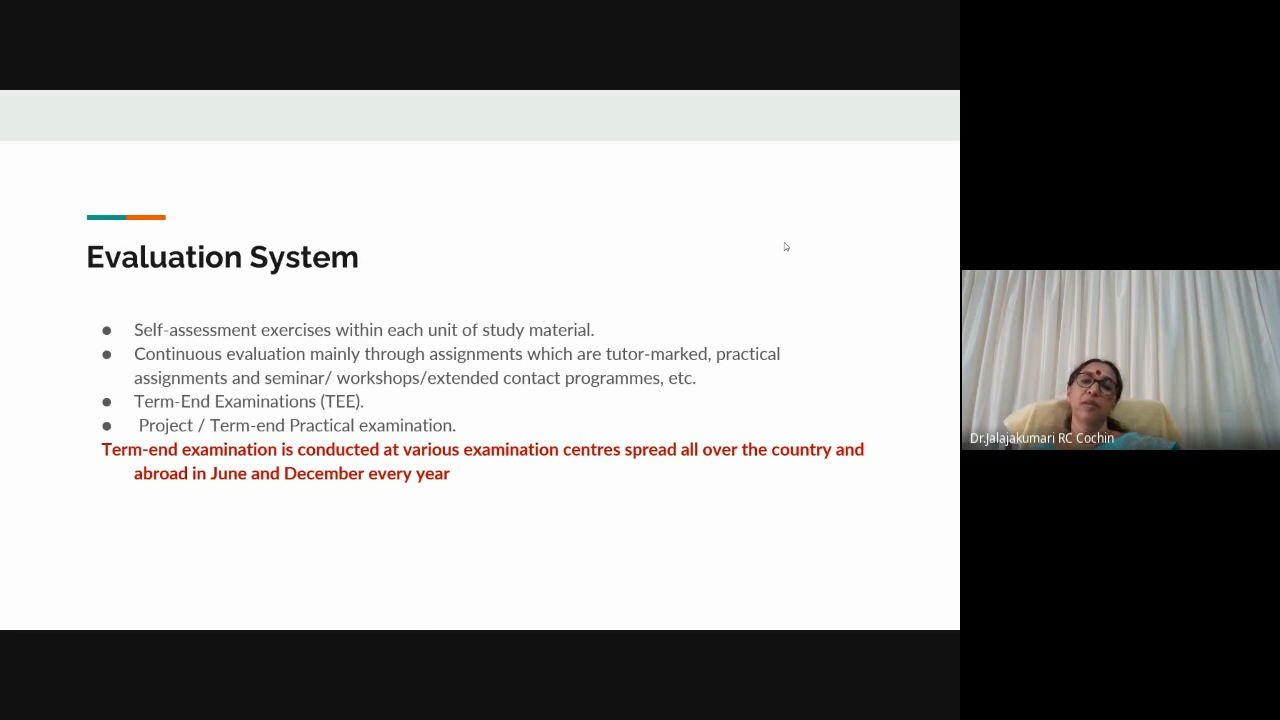 Evaluation System
● Self-assessment exercises within each unit of study material.
● Continuous evaluation mainly through assignments which are tutor-marked, practical
assignments and seminar/ workshops/extended contact programmes, etc.
● Term-End Examinations (TEE).
● Project / Term-end Practical examination.
Term-end examination is conducted at various examination centres spread all over the country and
abroad in June and December every year
Dr.Jalajakumari RC Cochin